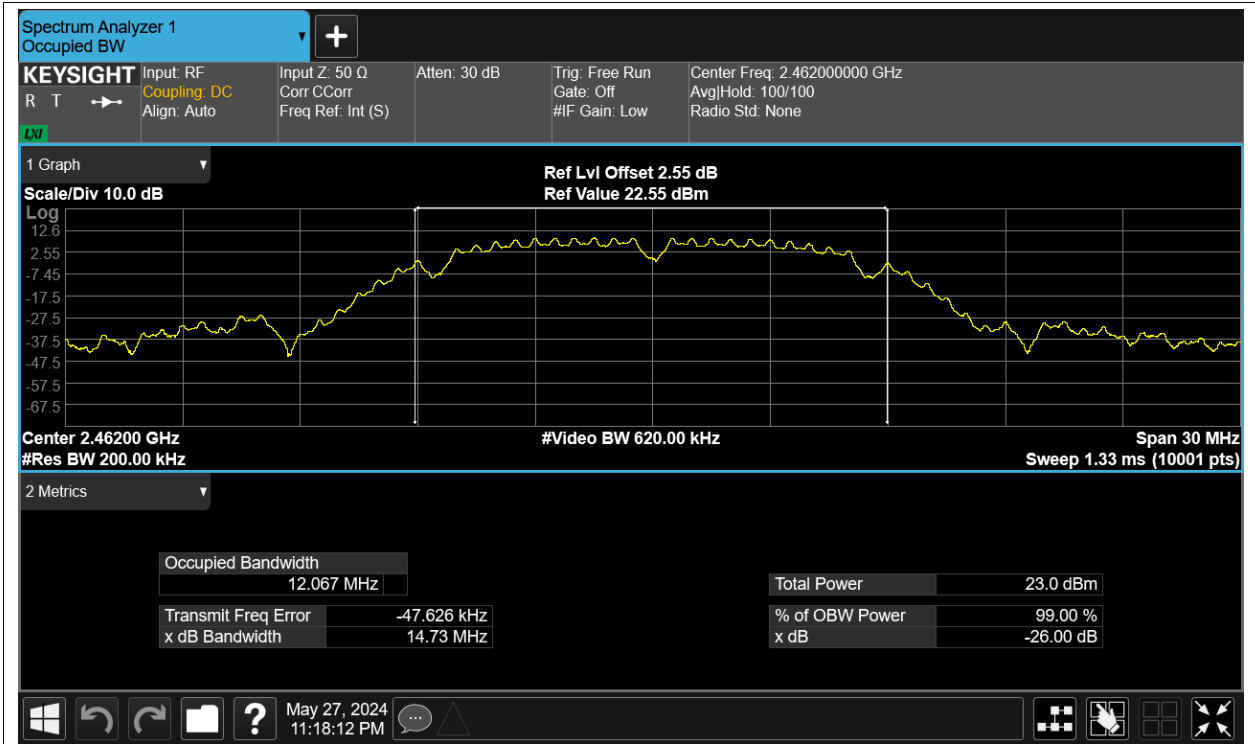 Spectrum Analyzer 1
Occupied BW
KEYSIGHT
R T
LXI
Input: RF
Coupling: DC
Align: Auto
Input Z: 50 Ω
Corr CCorr
Freq Ref: Int (S)
Atten: 30 dB
Trig: Free Run
Gate: Off
#IF Gain: Low
Center Freq: 2.462000000 GHz
Avg|Hold: 100/100
Radio Std: None
1 Graph
Scale/Div 10.0 dB
Ref Lvl Offset 2.55 dB
Ref Value 22.55 dBm
Log
12.6
2.55
-7.45
-17.5
-27.5
-37.5
-47.5
-57.5
-67.5
Center 2.46200 GHz
#Video BW 620.00 kHz
Span 30 MHz
#Res BW 200.00 kHz
Sweep 1.33 ms (10001 pts)
2 Metrics
Occupied Bandwidth
12.067 MHz
Total Power 23.0 dBm
Transmit Freq Error -47.626 kHz
% of OBW Power 99.00 %
x dB Bandwidth 14.73 MHz
x dB -26.00 dB
?
May 27, 2024
11:18:12 PM